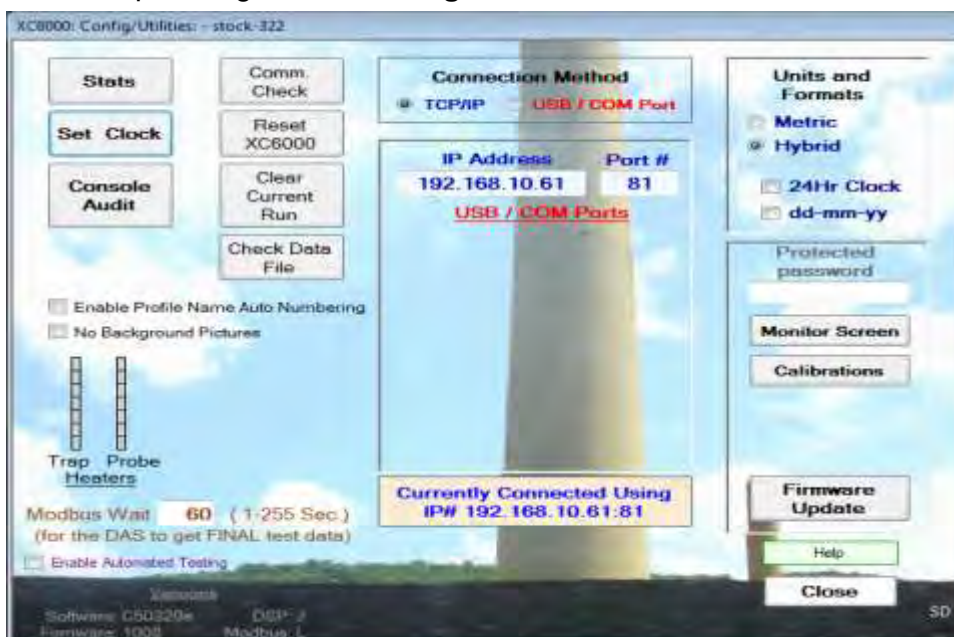 XC8000: Config/Utilities: - stock-322
Stats
Comm.
Check
Set Clock
Reset
XC6000
Console
Audit
Clear
Current
Run
Check Data
File
Enable Profile Name Auto Numbering
No Background Pictures
Trap Probe
Heaters
Modbus Wait 60 (1-255 Sec.)
(for the DAS to get FINAL test data)
Enable Automated Testing
Versions
Software: C50320e DSP: J
Firmware: 1008 Modbus: L
Connection Method
TCP/IP USB / COM Port
IP Address Port #
192.168.10.61 81
USB / COM Ports
Currently Connected Using
IP# 192.168.10.61:81
Units and
Formats
Metric
Hybrid
24Hr Clock
dd-mm-yy
Protected
password
Monitor Screen
Calibrations
Firmware
Update
Help
Close
SD